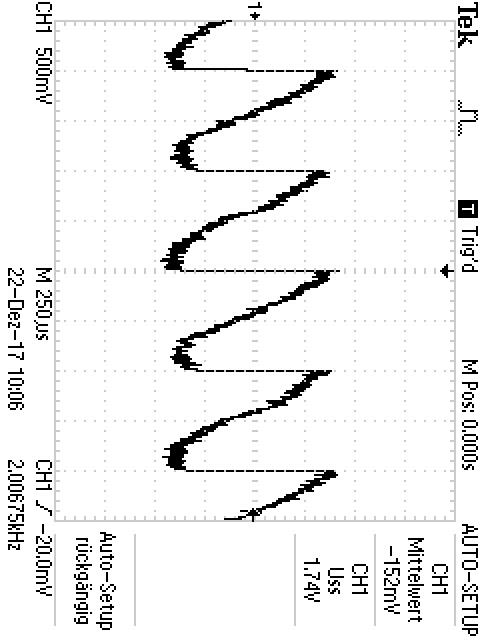 Tek T Trig'd M Pos: 0.000s AUTO-SETUP
CH1
Mittelwert
-152mV
CH1
Uss
1.74V
1
Auto-Setup
rückgängig
CH1 500mV M 250µs CH1 -20.0mV
22-Dez-17 10:06 2.00675kHz